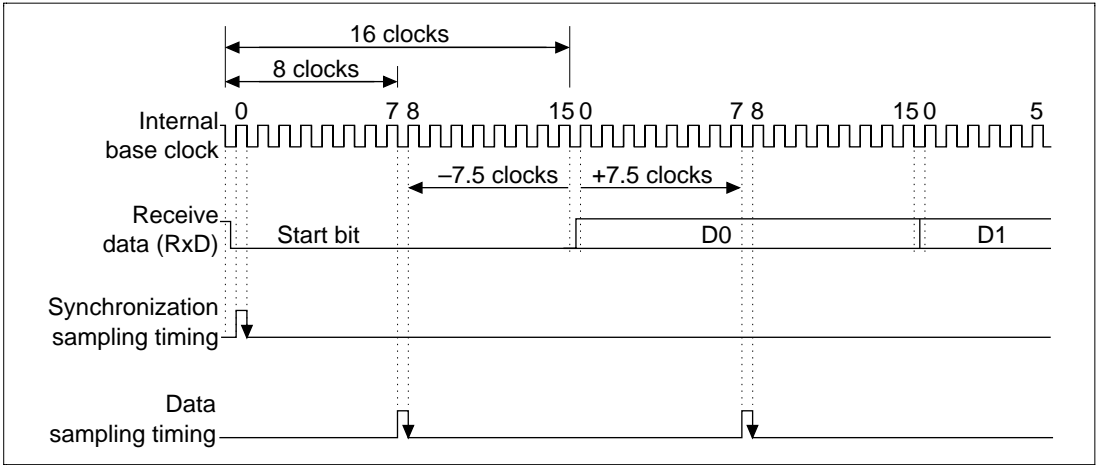 16 clocks
8 clocks
0 7 8 15 0 7 8 15 0 5
Internal
base clock
–7.5 clocks +7.5 clocks
Receive
data (RxD)
Start bit D0 D1
Synchronization
sampling timing
Data
sampling timing